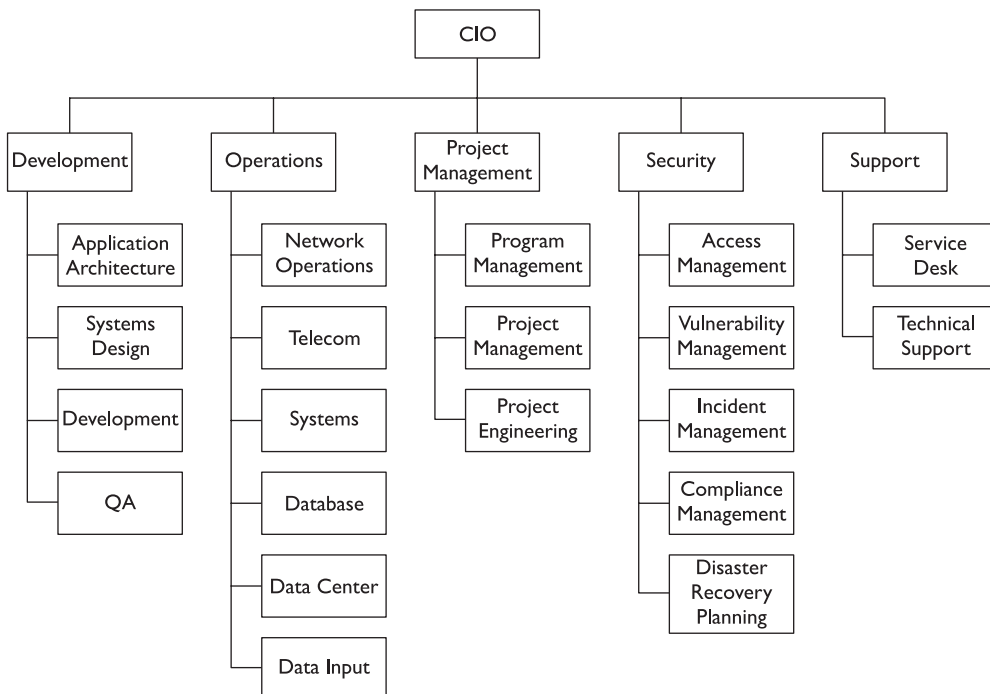 CIO
Development
Operations
Project
Management
Security
Support
Application
Architecture
Systems
Design
Development
QA
Network
Operations
Telecom
Systems
Database
Data Center
Data Input
Program
Management
Project
Management
Project
Engineering
Access
Management
Vulnerability
Management
Incident
Management
Compliance
Management
Disaster
Recovery
Planning
Service
Desk
Technical
Support